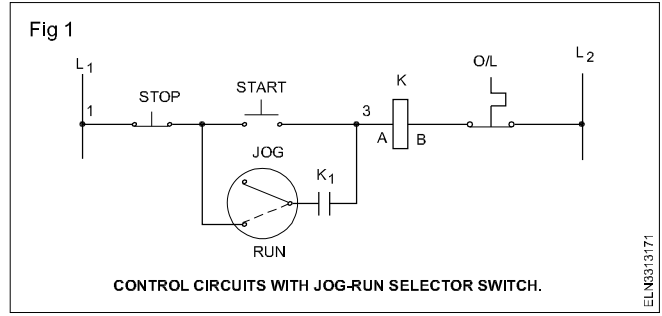 Fig 1
L1
L2
O/L
K
START
STOP
1
3
A
B
JOG
K1
RUN
CONTROL CIRCUITS WITH JOG-RUN SELECTOR SWITCH.
ELN3313171